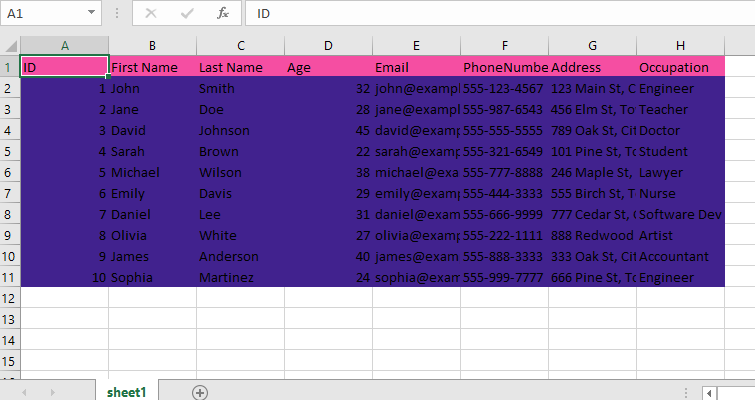 A1 fx ID
A B C D E F G H
1 ID First Name Last Name Age Email PhoneNumbe Address Occupation
2 1 John Smith 32 john@exampl 555-123-4567 123 Main St, C Engineer
3 2 Jane Doe 28 jane@exampl 555-987-6543 456 Elm St, To Teacher
4 3 David Johnson 45 david@examp 555-555-5555 789 Oak St, Cit Doctor
5 4 Sarah Brown 22 sarah@examp 555-321-6549 101 Pine St, To Student
6 5 Michael Wilson 38 michael@exa 555-777-8888 246 Maple St, Lawyer
7 6 Emily Davis 29 emily@examp 555-444-3333 555 Birch St, T Nurse
8 7 Daniel Lee 31 daniel@exam 555-666-9999 777 Cedar St, Software Dev
9 8 Olivia White 27 olivia@exam 555-222-1111 888 Redwood Artist
10 9 James Anderson 40 james@exam 555-888-3333 333 Oak St, Cit Accountant
11 10 Sophia Martinez 24 sophia@exam 555-999-7777 666 Pine St, To Engineer
12
13
14
15
sheet1